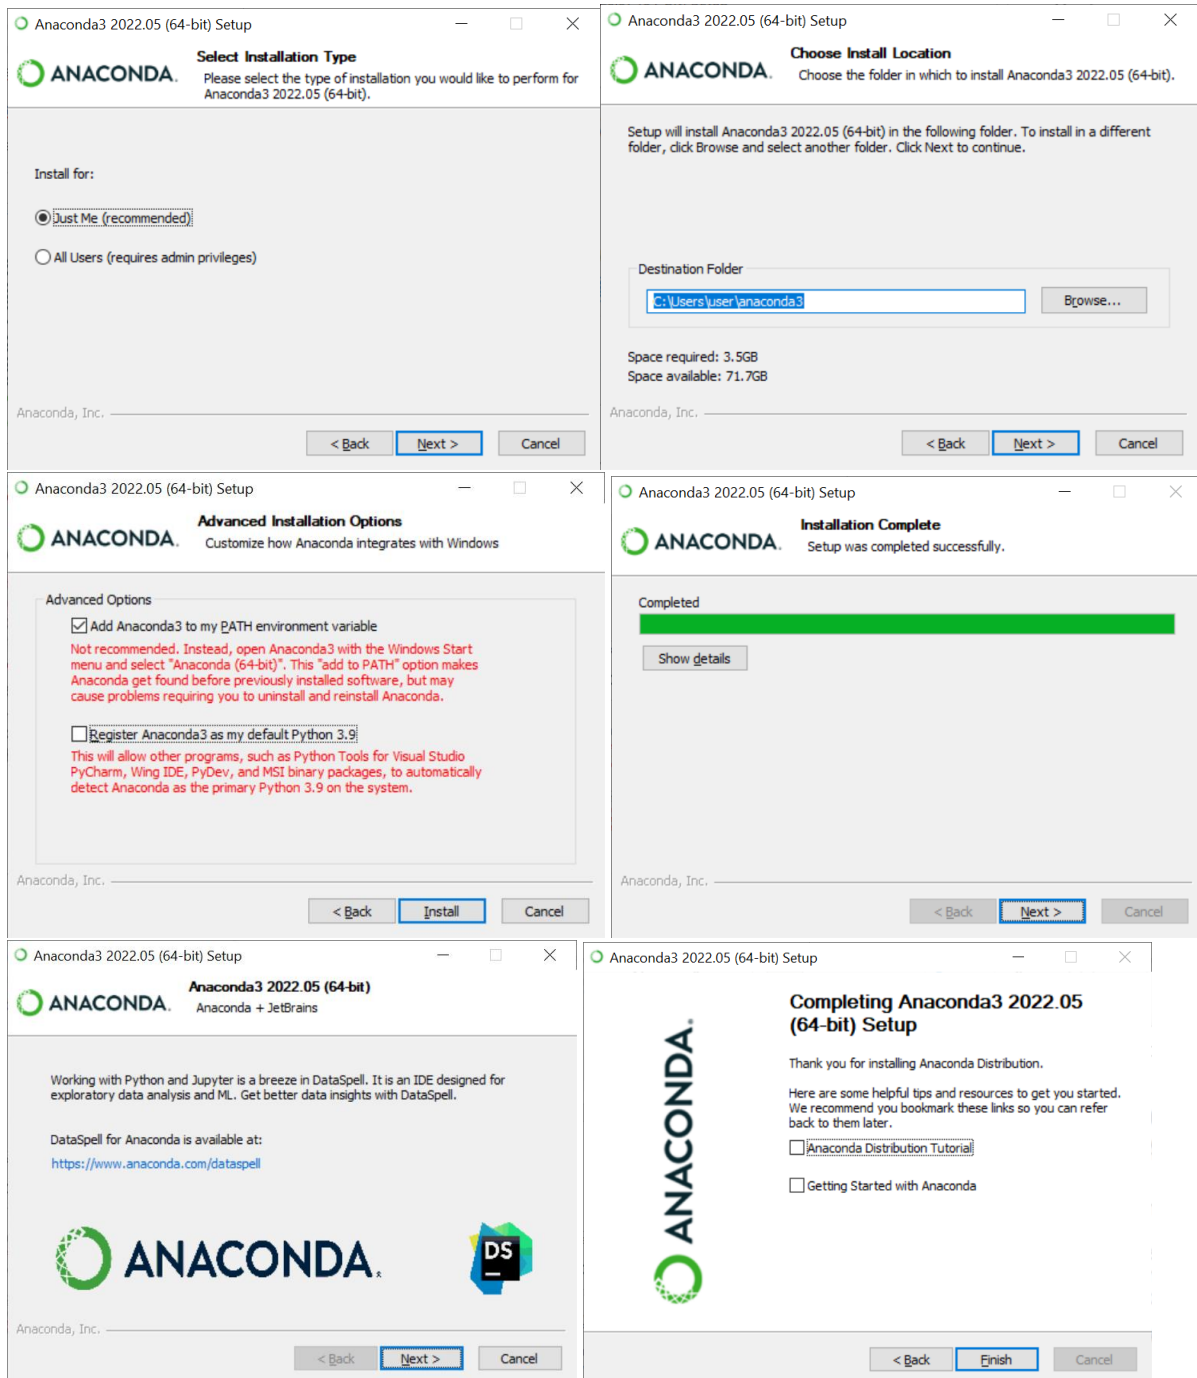 Anaconda3 2022.05 (64-bit) Setup
ANACONDA.
Select Installation Type
Please select the type of installation you would like to perform for
Anaconda3 2022.05 (64-bit).
Install for:
Just Me (recommended)
All Users (requires admin privileges)
Anaconda, Inc.
< Back
Next >
Cancel
Anaconda3 2022.05 (64-bit) Setup
ANACONDA.
Choose Install Location
Choose the folder in which to install Anaconda3 2022.05 (64-bit).
Setup will install Anaconda3 2022.05 (64-bit) in the following folder. To install in a different
folder, click Browse and select another folder. Click Next to continue.
Destination Folder
C:\Users\user\anaconda3
Browse...
Space required: 3.5GB
Space available: 71.7GB
Anaconda, Inc.
< Back
Next >
Cancel
Anaconda3 2022.05 (64-bit) Setup
ANACONDA.
Advanced Installation Options
Customize how Anaconda integrates with Windows
Advanced Options
Add Anaconda3 to my PATH environment variable
Not recommended. Instead, open Anaconda3 with the Windows Start
menu and select "Anaconda (64-bit)". This "add to PATH" option makes
Anaconda get found before previously installed software, but may
cause problems requiring you to uninstall and reinstall Anaconda.
Register Anaconda3 as my default Python 3.9
This will allow other programs, such as Python Tools for Visual Studio
PyCharm, Wing IDE, PyDev, and MSI binary packages, to automatically
detect Anaconda as the primary Python 3.9 on the system.
Anaconda, Inc.
< Back
Install
Cancel
Anaconda3 2022.05 (64-bit) Setup
ANACONDA.
Installation Complete
Setup was completed successfully.
Completed
Show details
Anaconda, Inc.
< Back
Next >
Cancel
Anaconda3 2022.05 (64-bit) Setup
ANACONDA.
Anaconda3 2022.05 (64-bit)
Anaconda + JetBrains
Working with Python and Jupyter is a breeze in DataSpell. It is an IDE designed for
exploratory data analysis and ML. Get better data insights with DataSpell.
DataSpell for Anaconda is available at:
https://www.anaconda.com/dataspell
ANACONDA.
DS
Anaconda, Inc.
< Back
Next >
Cancel
Anaconda3 2022.05 (64-bit) Setup
ANACONDA.
Completing Anaconda3 2022.05
(64-bit) Setup
Thank you for installing Anaconda Distribution.
Here are some helpful tips and resources to get you started.
We recommend you bookmark these links so you can refer
back to them later.
Anaconda Distribution Tutorial
Getting Started with Anaconda
< Back
Finish
Cancel